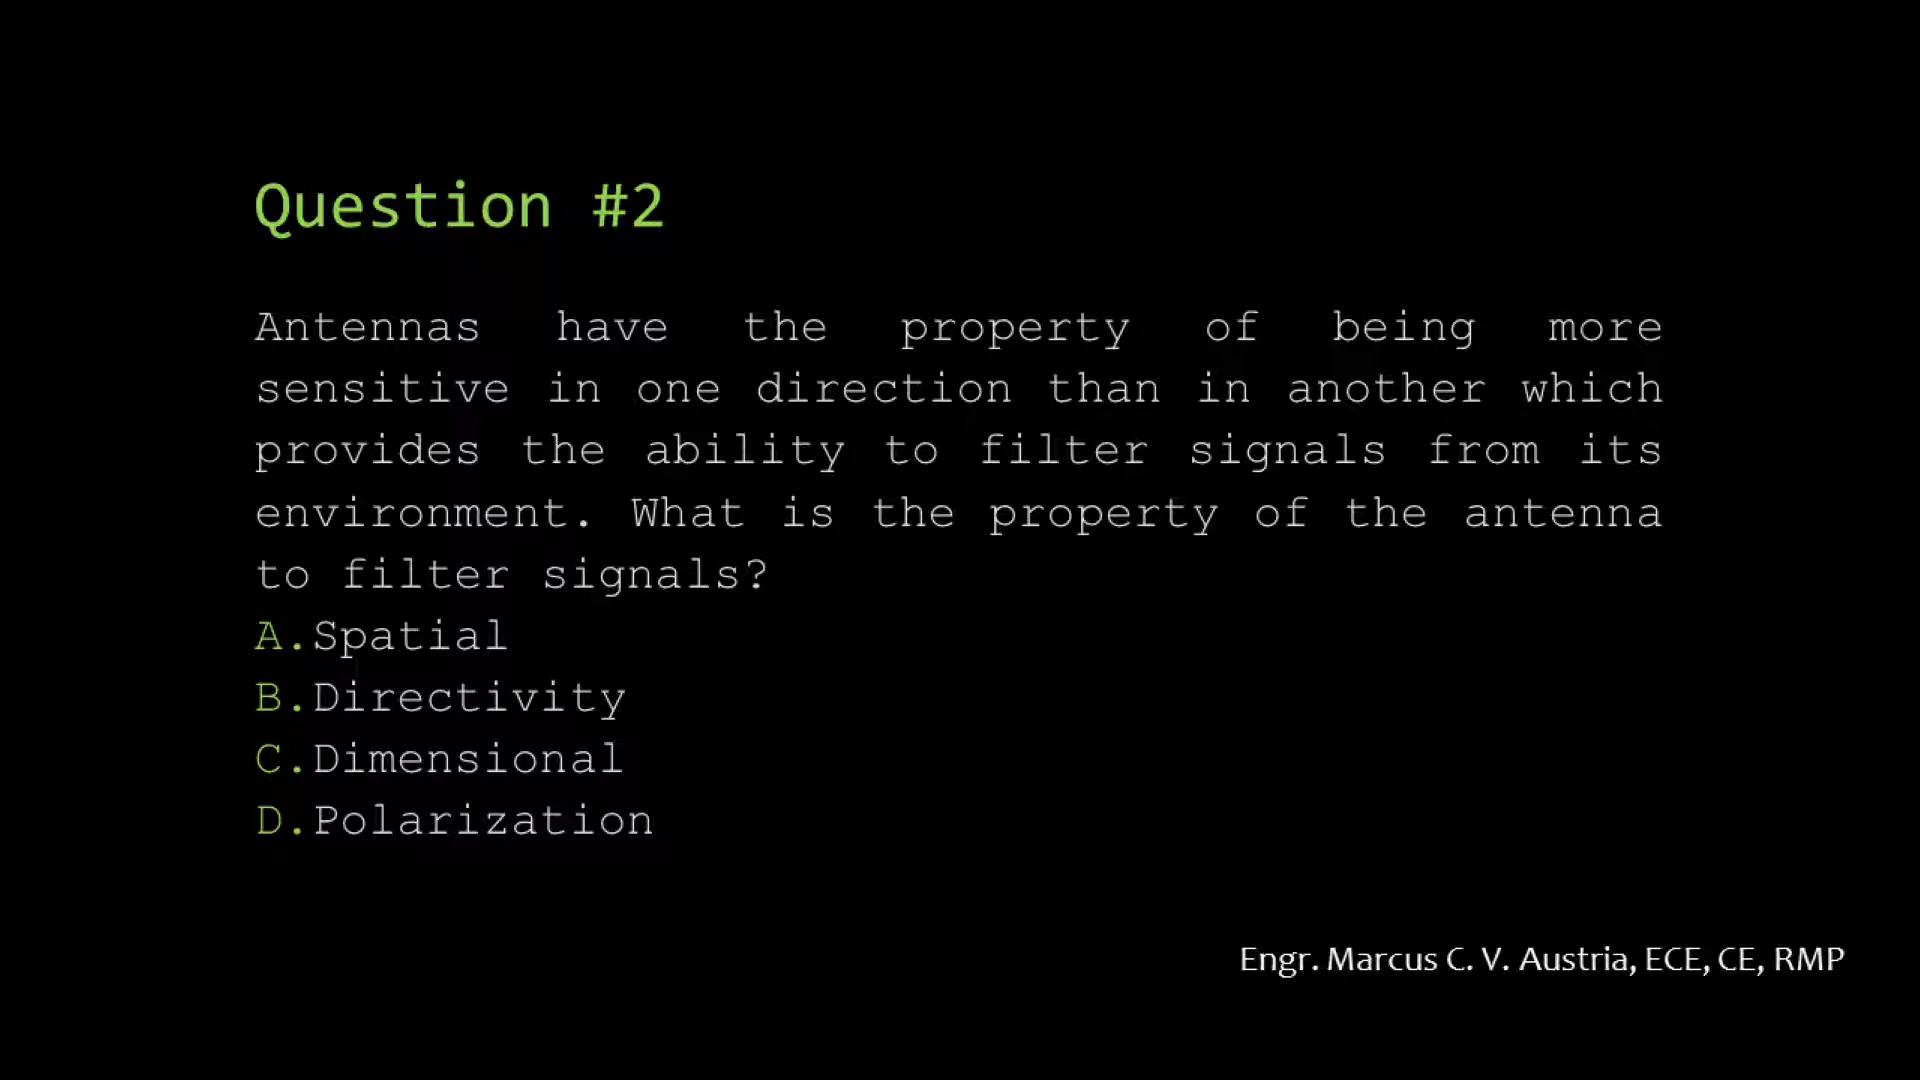 Question #2
Antennas have the property of being more
sensitive in one direction than in another which
provides the ability to filter signals from its
environment. What is the property of the antenna
to filter signals?
A.Spatial
B.Directivity
C.Dimensional
D.Polarization
Engr. Marcus C. V. Austria, ECE, CE, RMP